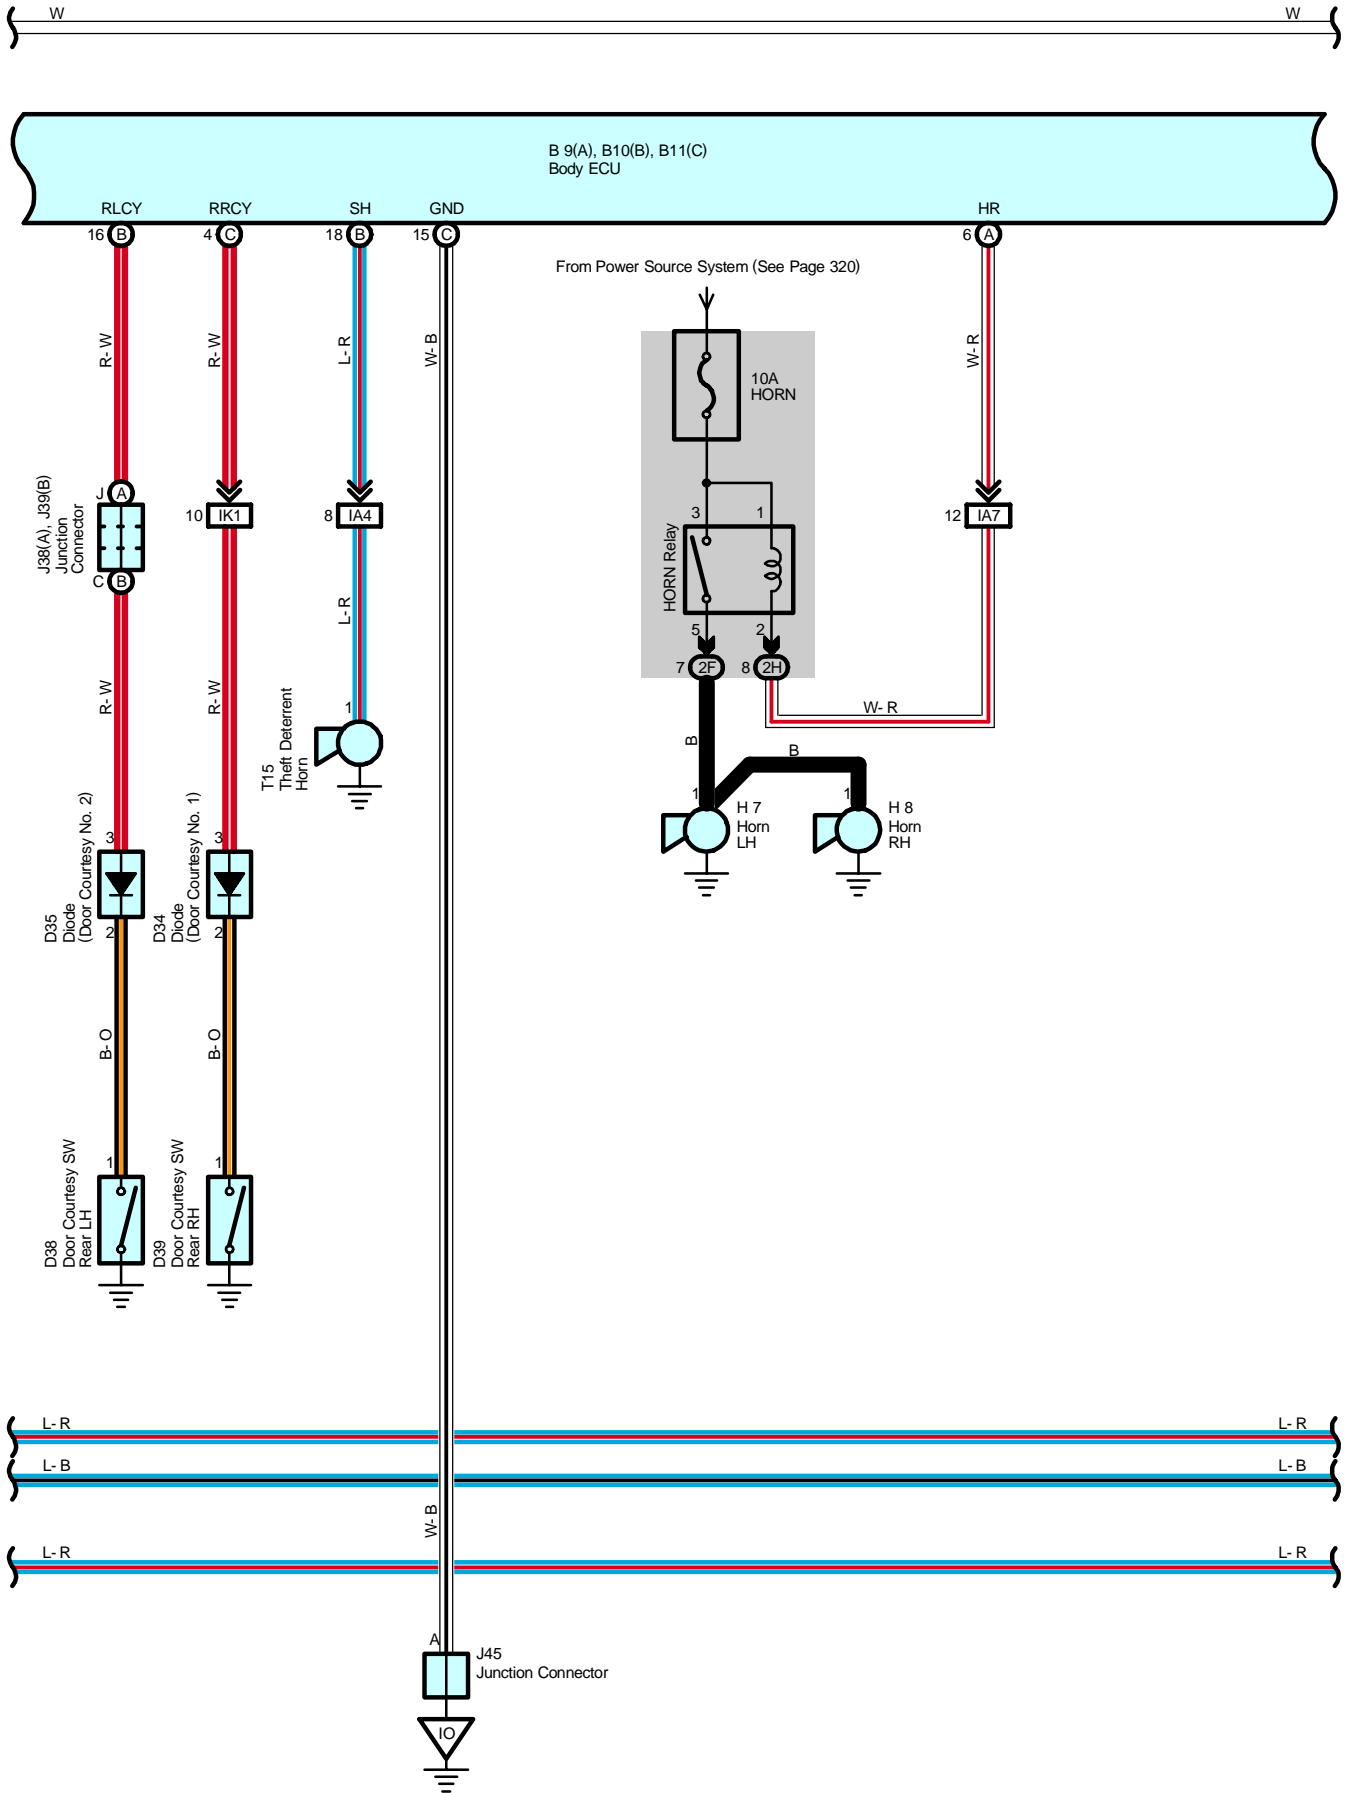 W
W
B 9(A), B10(B), B11(C)
Body ECU
RLCY
RRCY
SH
GND
HR
16 B
4 C
18 B
15 C
6 A
From Power Source System (See Page 320)
R- W
R- W
L- R
W- B
W- R
10A
HORN
J A
J38(A), J39(B)
Junction
Connector
C B
10 IK1
8 IA4
12 IA7
3
1
HORN Relay
5
2
7 2F
8 2H
L- R
R- W
R- W
W- R
1
T15
Theft Deterrent
Horn
B
B
1
H 7
Horn
LH
1
H 8
Horn
RH
3
3
D35
Diode
(Door Courtesy No. 2)
D34
Diode
(Door Courtesy No. 1)
2
2
B- O
B- O
1
1
D38
Door Courtesy SW
Rear LH
D39
Door Courtesy SW
Rear RH
L- R
L- R
L- B
L- B
W- B
L- R
L- R
A
J45
Junction Connector
IO